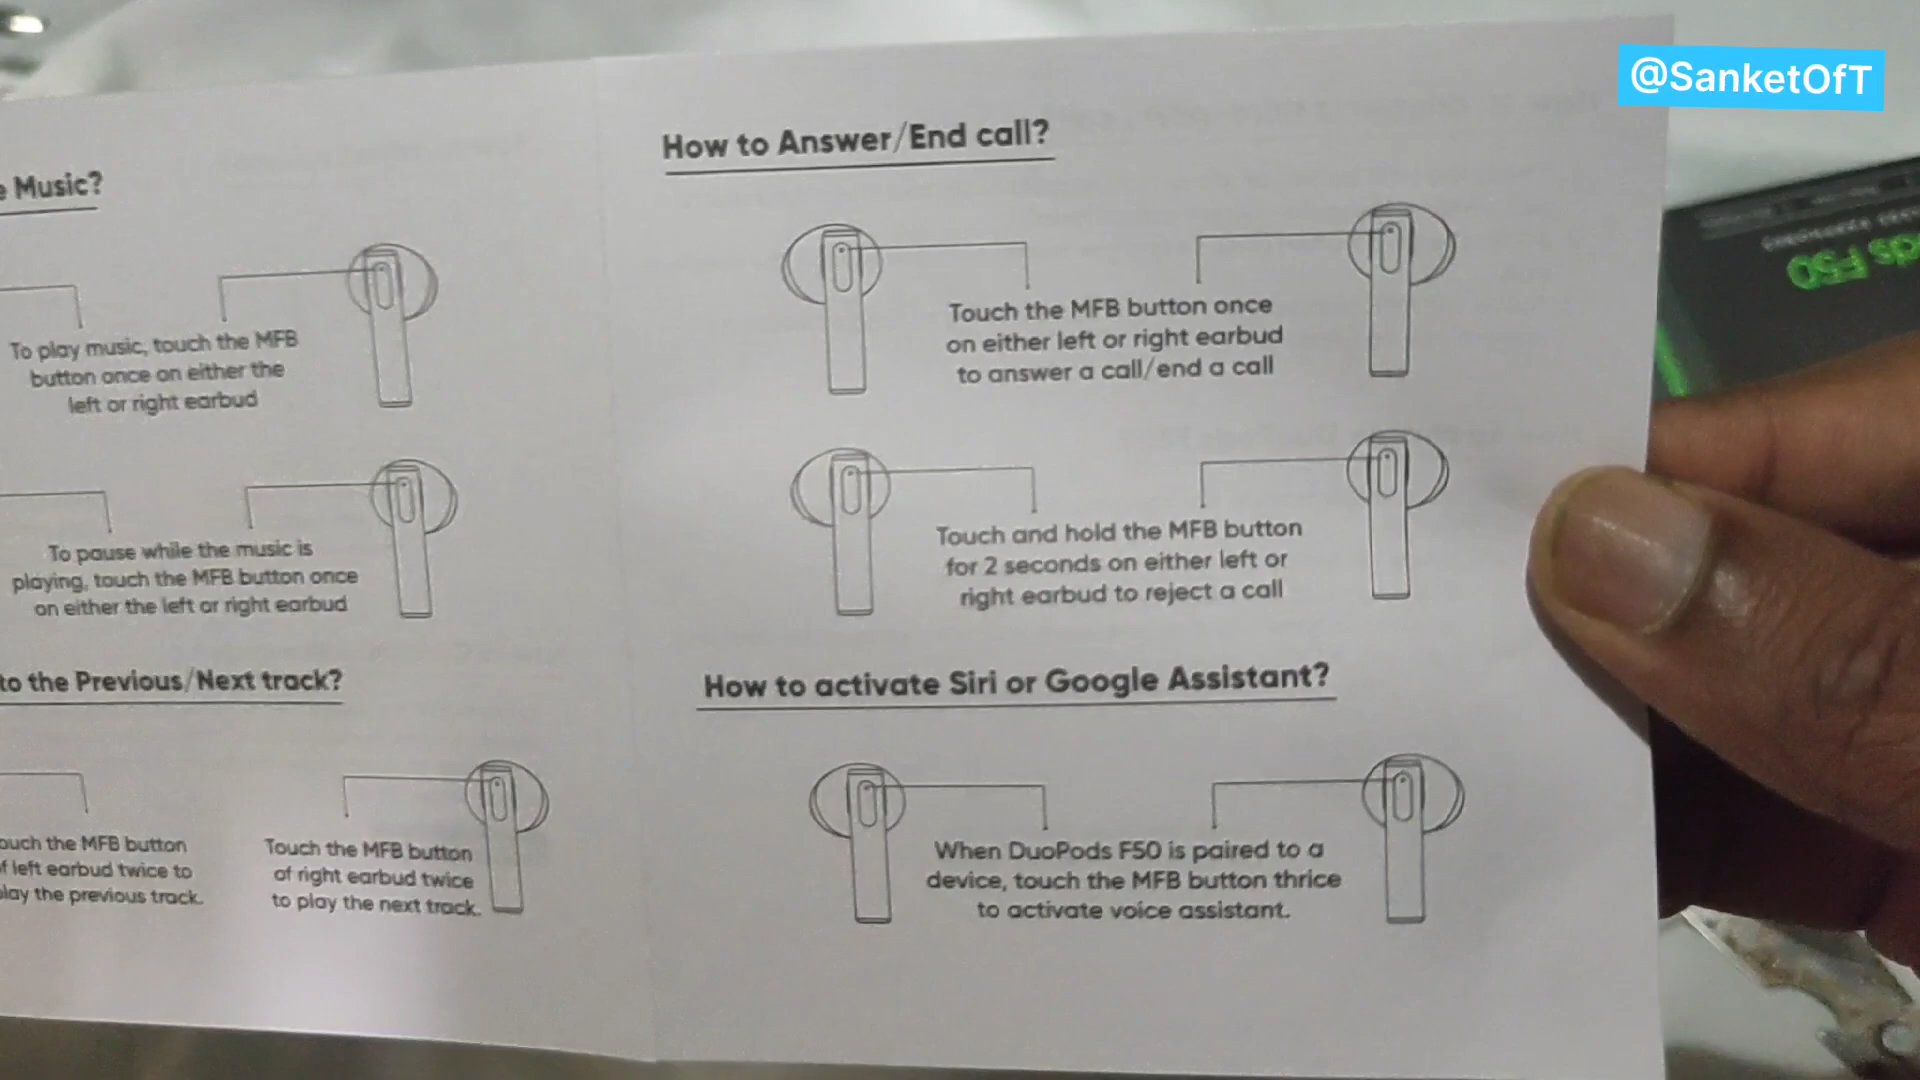 @SanketOfT
Music?
To play music, touch the MFB
button once on either the
left or right earbud
To pause while the music is
playing, touch the MFB button once
on either the left or right earbud
to the Previous/Next track?
the MFB button
left earbud twice to
the previous track.
Touch the MFB button
of right earbud twice
to play the next track.
How to Answer/End call?
Touch the MFB button once
on either left or right earbud
to answer a call/end a call
Touch and hold the MFB button
for 2 seconds on either left or
right earbud to reject a call
How to activate Siri or Google Assistant?
When DuoPods F50 is paired to a
device, touch the MFB button thrice
to activate voice assistant.
F50